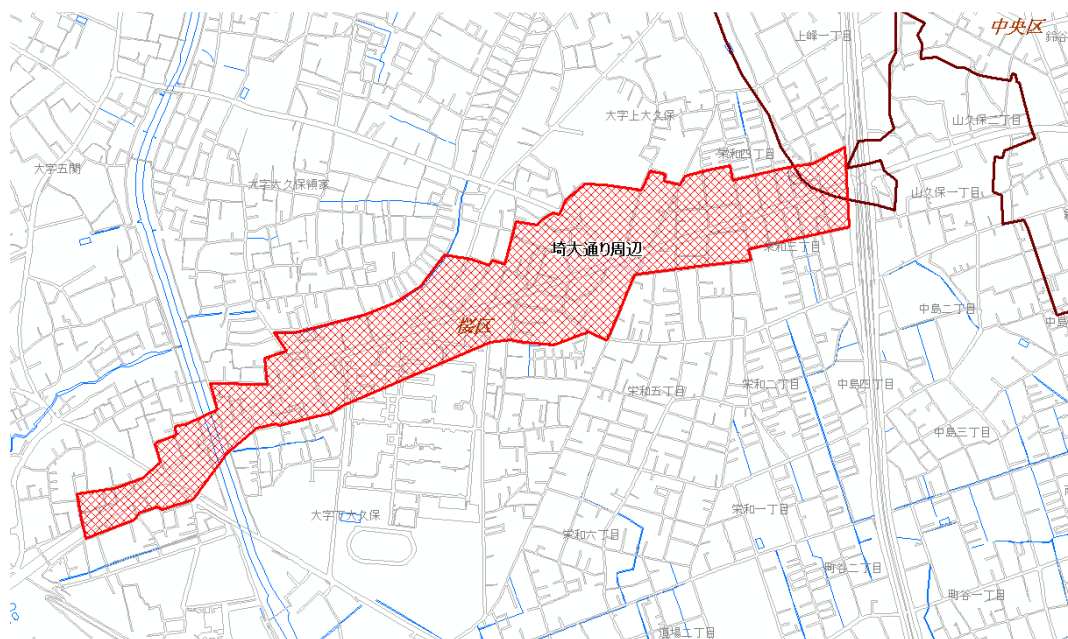 中央区
鈴谷
上峰一丁目
大字上大久保
山久保二丁目
栄和四丁目
大字五関
大字大久保領家
山久保一丁目
埼大通り周辺
栄和三丁目
中島二丁目
桜区
栄和五丁目
栄和二丁目
中島四丁目
中島三丁目
大字下大久保
栄和一丁目
栄和六丁目
町谷二丁目
町谷一丁目
道場二丁目